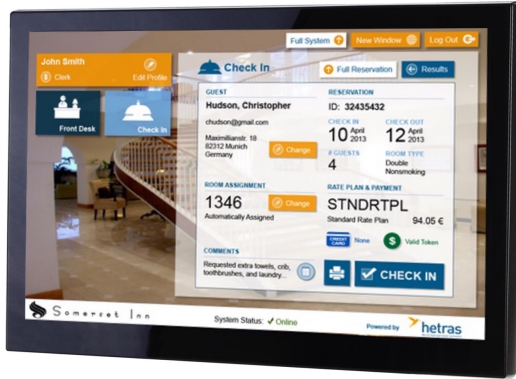 Full System
New Window
Log Out
John Smith
Clerk
Edit Profile
Front Desk
Check In
Check In
Full Reservation
Results
GUEST
Hudson, Christopher
chudson@gmail.com
Maximillianstr. 18
82312 Munich
Germany
Change
RESERVATION
ID: 32435432
CHECK IN
10 April 2013
CHECK OUT
12 April 2013
# GUESTS
4
ROOM TYPE
Double
Nonsmoking
ROOM ASSIGNMENT
1346
Change
Automatically Assigned
RATE PLAN & PAYMENT
STNDRTPL
Standard Rate Plan 94.05 €
CREDIT CARD
None
$ Valid Token
COMMENTS
Requested extra towels, crib,
toothbrushes, and laundry...
CHECK IN
Somerset Inn
System Status: ✓ Online
Powered by
hetras